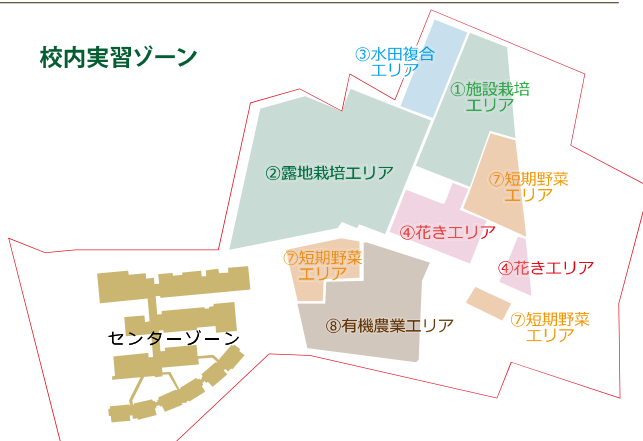 校内実習ゾーン
③水田複合
エリア
①施設栽培
エリア
②露地栽培エリア
⑦短期野菜
エリア
④花きエリア
⑦短期野菜
エリア
④花きエリア
⑧有機農業エリア
⑦短期野菜
エリア
センターゾーン